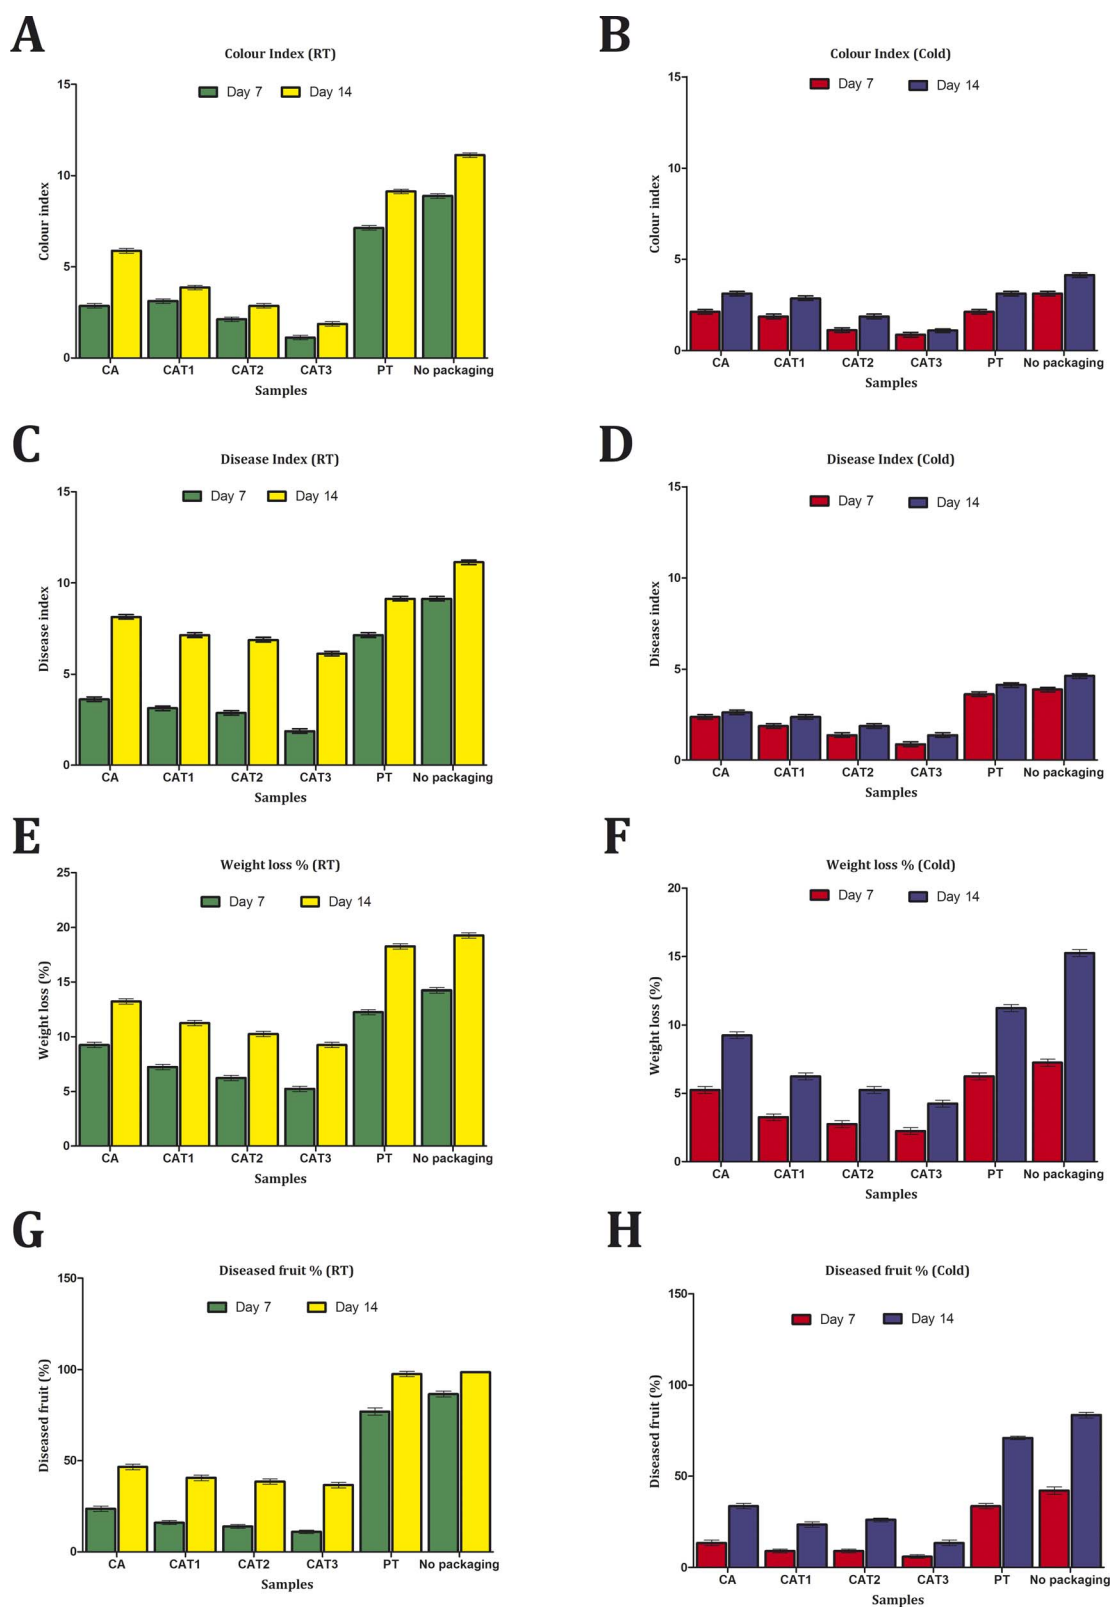 A
Colour Index (RT)
Day 7 Day 14
15
10
5
0
Colour index
CA CAT1 CAT2 CAT3 PT No packaging
Samples
B
Colour Index (Cold)
Day 7 Day 14
15
10
5
0
Colour index
CA CAT1 CAT2 CAT3 PT No packaging
Samples
C
Disease Index (RT)
Day 7 Day 14
15
10
5
0
Disease index
CA CAT1 CAT2 CAT3 PT No packaging
Samples
D
Disease Index (Cold)
Day 7 Day 14
15
10
5
0
Disease index
CA CAT1 CAT2 CAT3 PT No packaging
Samples
E
Weight loss % (RT)
Day 7 Day 14
25
20
15
10
5
0
Weight loss (%)
CA CAT1 CAT2 CAT3 PT No packaging
Samples
F
Weight loss % (Cold)
Day 7 Day 14
20
15
10
5
0
Weight loss (%)
CA CAT1 CAT2 CAT3 PT No packaging
Samples
G
Diseased fruit % (RT)
Day 7 Day 14
150
100
50
0
Diseased fruit (%)
CA CAT1 CAT2 CAT3 PT No packaging
Samples
H
Diseased fruit % (Cold)
Day 7 Day 14
150
100
50
0
Diseased fruit (%)
CA CAT1 CAT2 CAT3 PT No packaging
Samples